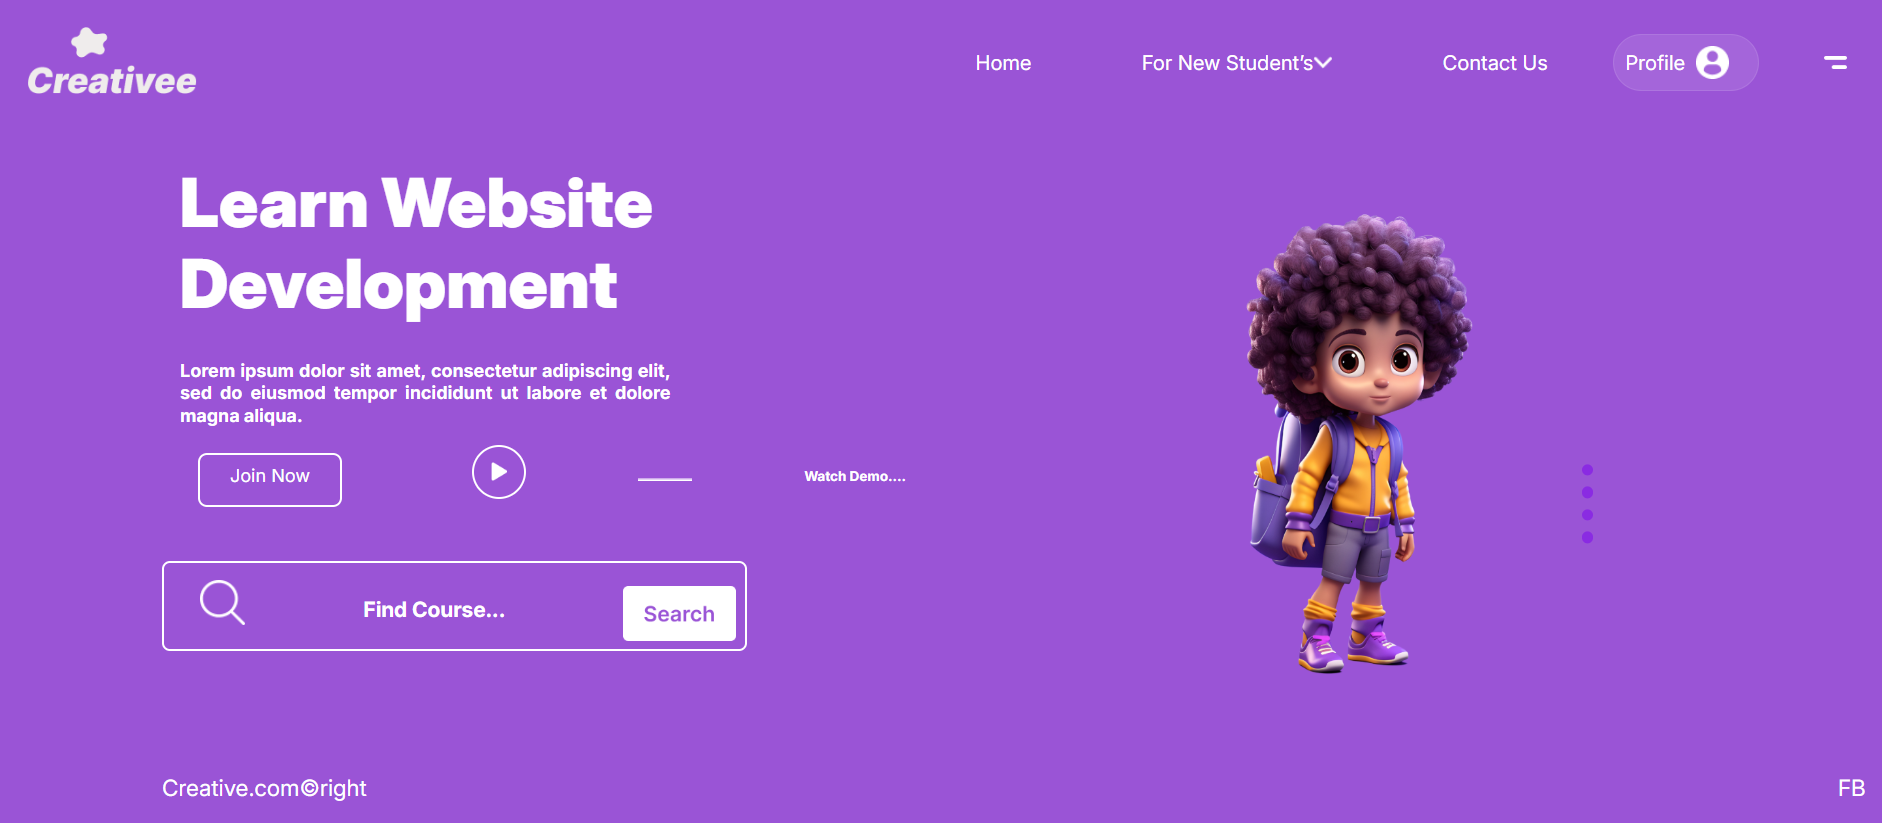 Creativee
Home
For New Student’s
Contact Us
Profile
Learn Website
Development
Lorem ipsum dolor sit amet, consectetur adipiscing elit,
sed do eiusmod tempor incididunt ut labore et dolore
magna aliqua.
Join Now
Watch Demo....
Find Course...
Search
Creative.com©right
FB